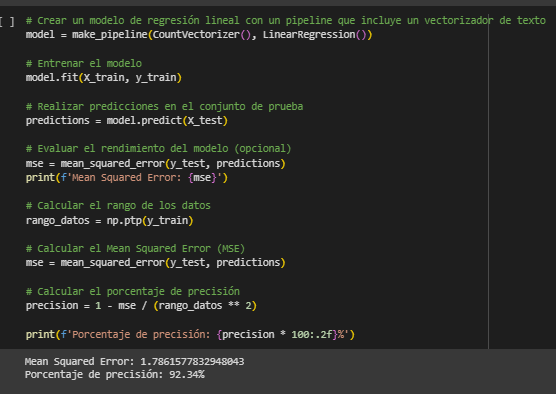 [ ] # Crear un modelo de regresión lineal con un pipeline que incluye un vectorizador de texto
model = make_pipeline(CountVectorizer(), LinearRegression())
# Entrenar el modelo
model.fit(X_train, y_train)
# Realizar predicciones en el conjunto de prueba
predictions = model.predict(X_test)
# Evaluar el rendimiento del modelo (opcional)
mse = mean_squared_error(y_test, predictions)
print(f'Mean Squared Error: {mse}')
# Calcular el rango de los datos
rango_datos = np.ptp(y_train)
# Calcular el Mean Squared Error (MSE)
mse = mean_squared_error(y_test, predictions)
# Calcular el porcentaje de precisión
precision = 1 - mse / (rango_datos ** 2)
print(f'Porcentaje de precisión: {precision * 100:.2f}%')
Mean Squared Error: 1.7861577832948043
Porcentaje de precisión: 92.34%